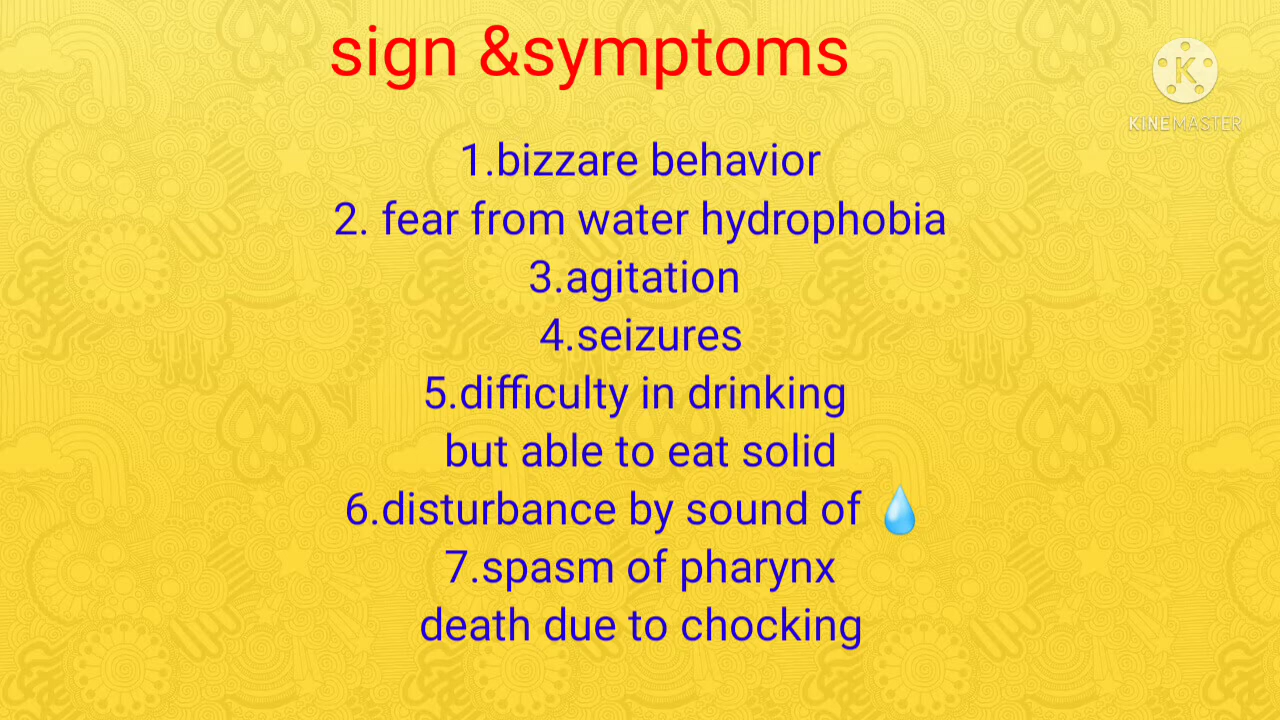 sign &symptoms
KINEMASTER
1.bizzare behavior
2. fear from water hydrophobia
3.agitation
4.seizures
5.difficulty in drinking
but able to eat solid
6.disturbance by sound of 💧
7.spasm of pharynx
death due to chocking